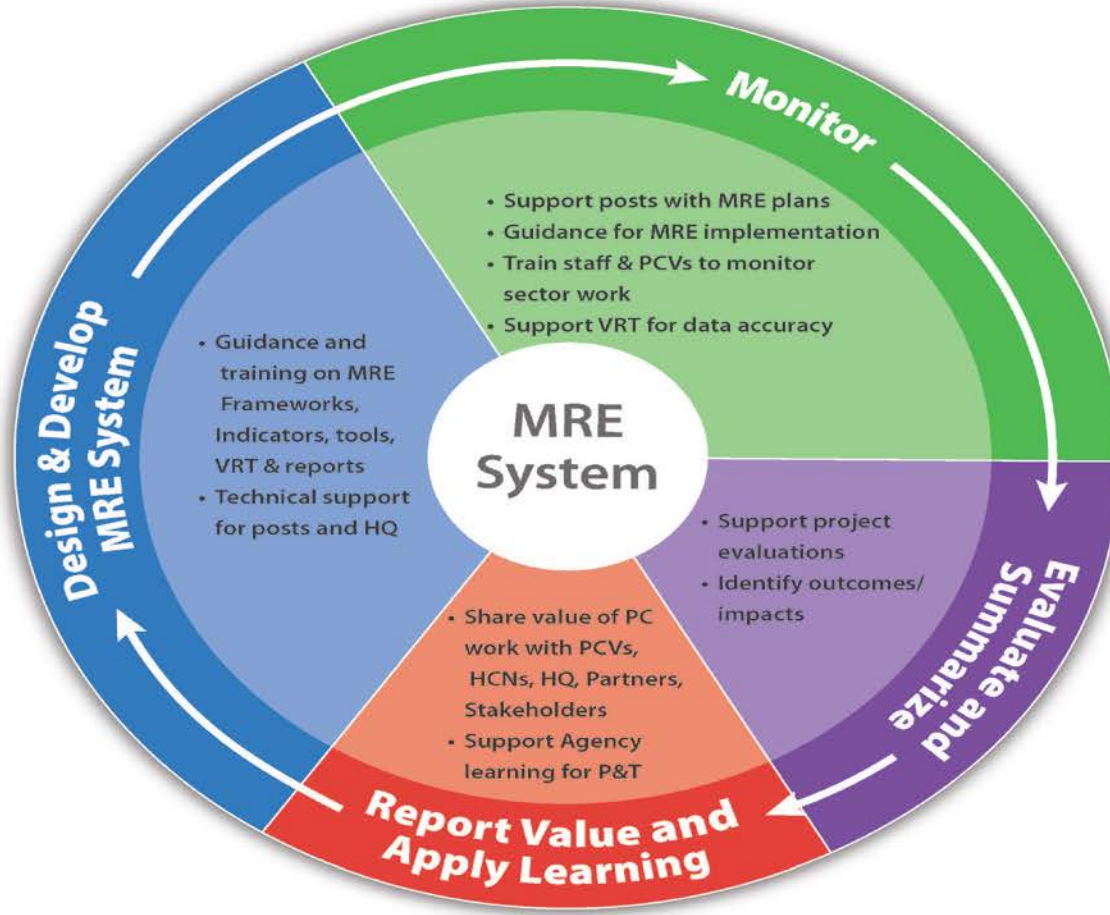 Monitor
• Support posts with MRE plans
• Guidance for MRE implementation
• Train staff & PCVs to monitor
sector work
• Support VRT for data accuracy
Design & Develop
MRE System
• Guidance and
training on MRE
Frameworks,
Indicators, tools,
VRT & reports
• Technical support
for posts and HQ
MRE
System
• Support project
evaluations
• Identify outcomes/
impacts
Evaluate and
Summarize
• Share value of PC
work with PCVs,
HCNs, HQ, Partners,
Stakeholders
• Support Agency
learning for P&T
Report Value and
Apply Learning